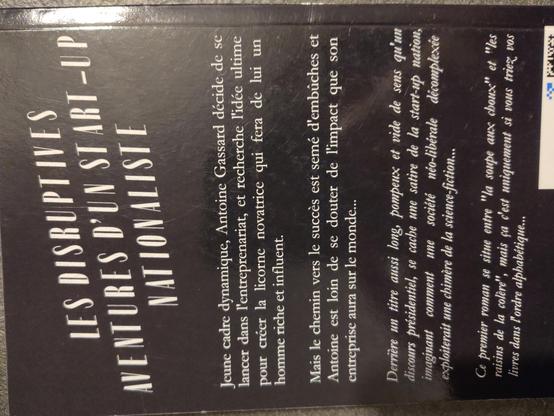 LES DISRUPTIVES
AVENTURES D'UN START-UP
NATIONALISTE
Jeune cadre dynamique, Antoine Gassard décide de se
lancer dans l'entreprenariat, et recherche l'idée ultime
pour créer la licorne novatrice qui fera de lui un
homme riche et influent.
Mais le chemin vers le succès est semé d'embûches et
Antoine est loin de se douter de l'impact que son
entreprise aura sur le monde...
Derrière un titre aussi long, pompeux et vide de sens qu'un
discours présidentiel, se cache une satire de la start-up nation,
imaginant comment une société néo-libérale décomplexée
exploiterait une chimère de la science-fiction...
Ce premier roman se situe entre "la soupe aux choux" et "les
raisins de la colère", mais ça c'est uniquement si vous triez vos
livres dans l'ordre alphabétique...